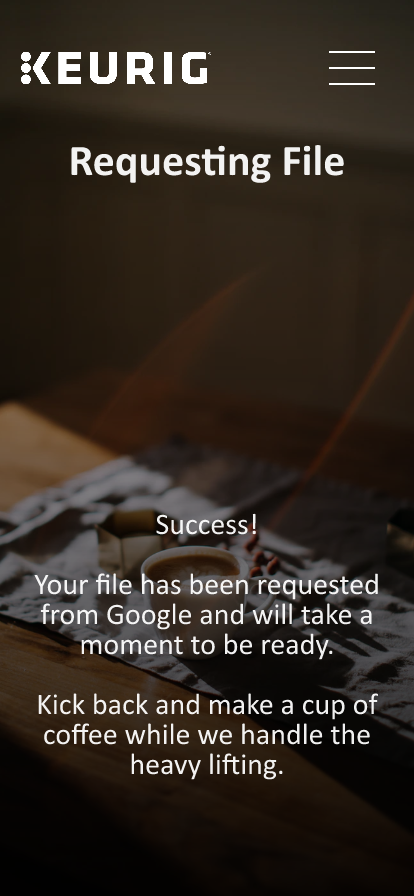 KEURIG
Requesting File
Success!
Your file has been requested
from Google and will take a
moment to be ready.
Kick back and make a cup of
coffee while we handle the
heavy lifting.